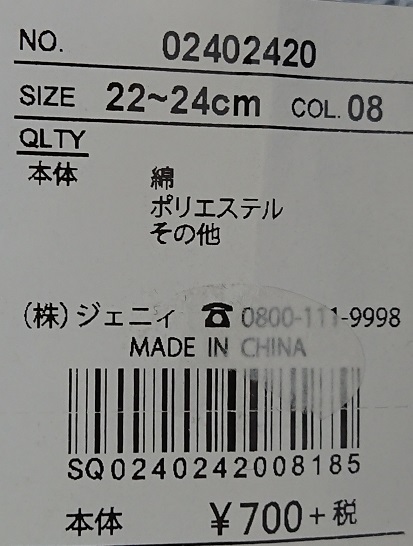 NO. 02402420
SIZE 22~24cm COL. 08
QLTY
本体 綿
ポリエステル
その他
(株)ジェニィ ☎0800-111-9998
MADE IN CHINA
SQ0240242008185
本体 ¥700+税